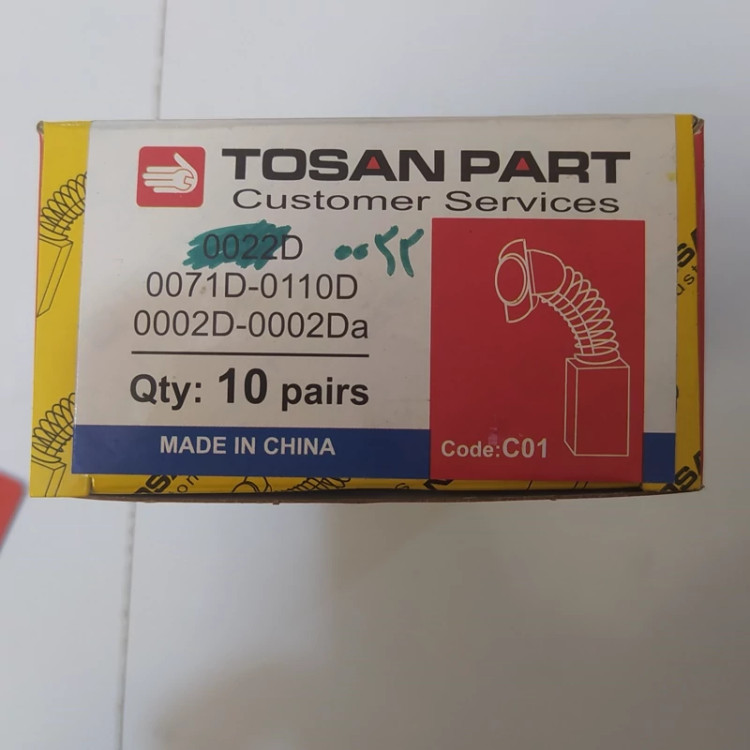 TOSAN PART
Customer Services
0022D ۰۰۲۲
0071D-0110D
0002D-0002Da
Qty: 10 pairs
MADE IN CHINA
Code:C01